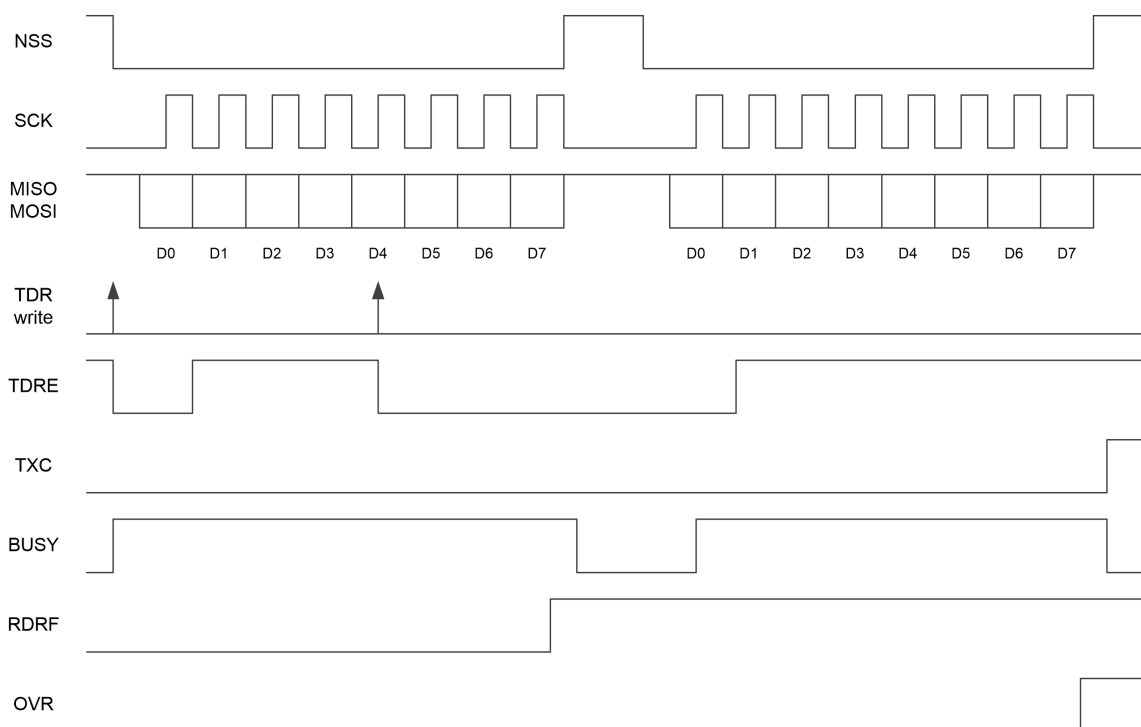 NSS
SCK
MISO
MOSI
D0 D1 D2 D3 D4 D5 D6 D7 D0 D1 D2 D3 D4 D5 D6 D7
TDR
write
TDRE
TXC
BUSY
RDRF
OVR